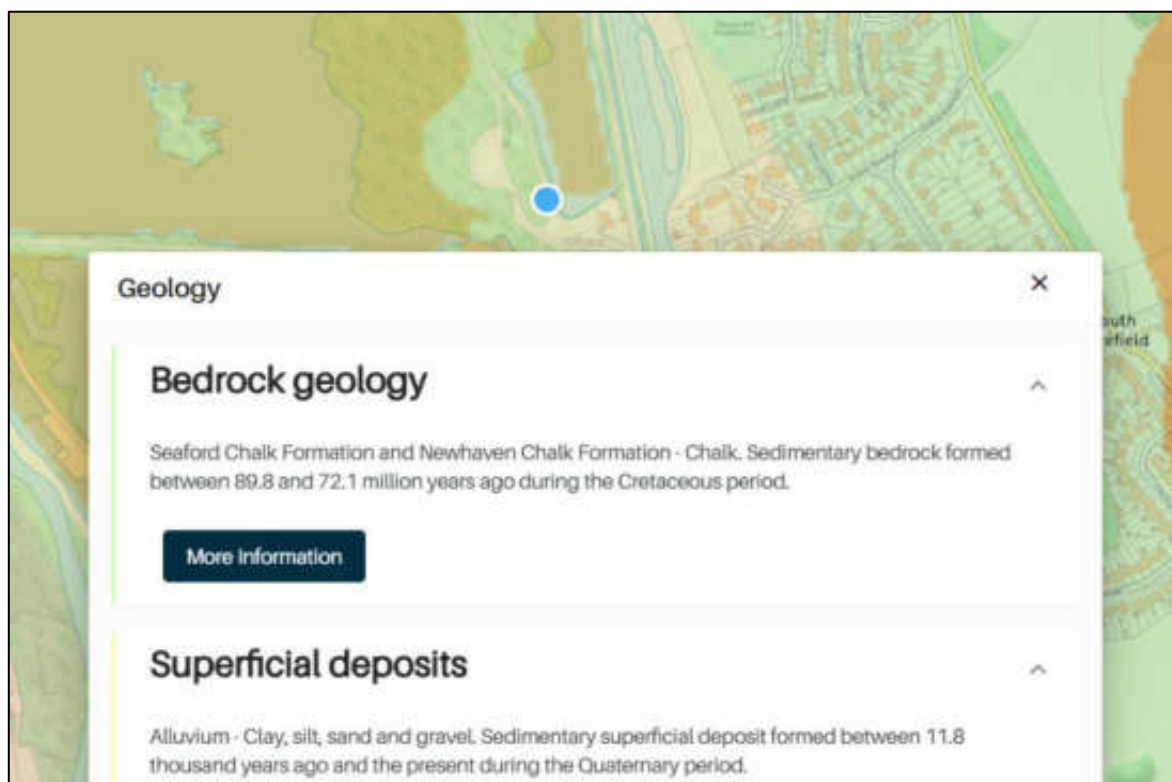 Geology
×
Bedrock geology
Seaford Chalk Formation and Newhaven Chalk Formation - Chalk. Sedimentary bedrock formed
between 89.8 and 72.1 million years ago during the Cretaceous period.
More Information
Superficial deposits
Alluvium - Clay, silt, sand and gravel. Sedimentary superficial deposit formed between 11.8
thousand years ago and the present during the Quaternary period.